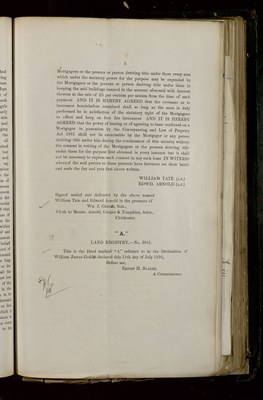 3
Mortgagees or the persons or person deriving title under them every sum
which under the statutory power for the purpose may be expended by
the Mortgagees or the persons or person deriving title under them in
keeping the said buildings insured in the amount aforesaid with interest
thereon at the rate of £5 per centum per annum from the time of such
payment AND IT IS HEREBY AGREED that the covenant as to
insurance hereinbefore contained shall so long as the same is duly
performed be in satisfaction of the statutory right of the Mortgagees
to effect and keep on foot fire insurances AND IT IS HEREBY
AGREED that the power of leasing or of agreeing to lease conferred on a
Mortgagor in possession by the Conveyancing and Law of Property
Act 1881 shall not be exercisable by the Mortgagor or any person
deriving title under him during the continuance of this security without
the consent in writing of the Mortgagees or the persons deriving title
under them for the purpose first obtained in every instance but it shall
not be necessary to express such consent in any such lease IN WITNESS
whereof the said parties to these presents have hereunto set their hands
and seals the day and year first above written.
WILLIAM TATE (L.S.)
EDWD. ARNOLD (L.S.)
Signed sealed and delivered by the above named
William Tate and Edward Arnold in the presence of
Wm. J. Goble, Solr.,
Clerk to Messrs. Arnold, Cooper & Tompkins, Solrs.,
Chichester.
"A."
LAND REGISTRY.—No.
This is the Deed marked "A" referred to in the Declaration of
William James Goble declared this 11th day of July
Before me,
A Commissioner